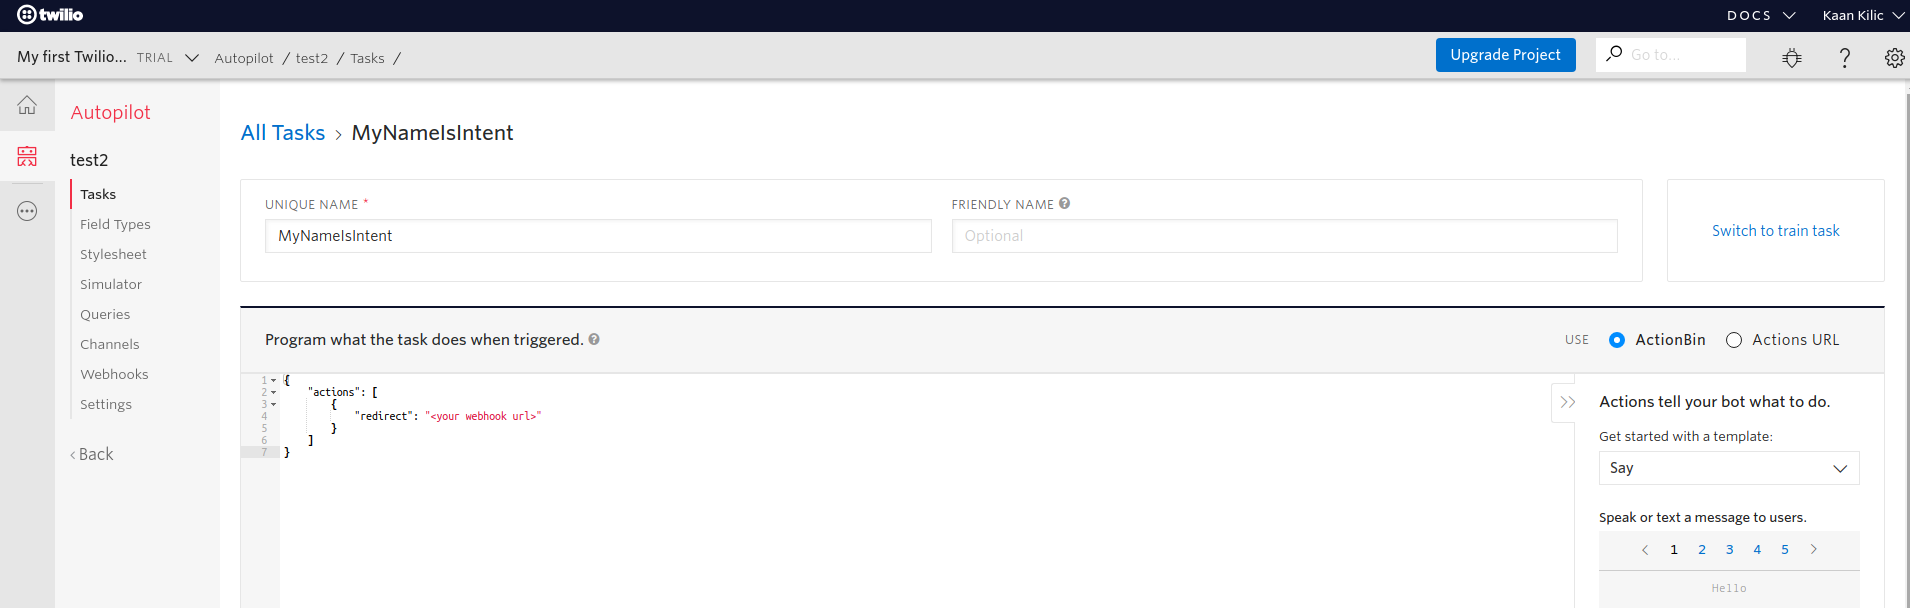 twilio
DOCS Kaan Kilic
My first Twilio... TRIAL Autopilot / test2 / Tasks / Upgrade Project Go to... ?
Autopilot
test2
Tasks
Field Types
Stylesheet
Simulator
Queries
Channels
Webhooks
Settings
‹ Back
All Tasks › MyNameIsIntent
UNIQUE NAME * FRIENDLY NAME ?
MyNameIsIntent Optional
Switch to train task
Program what the task does when triggered. ? USE ActionBin Actions URL
1 {
2 "actions": [
3 {
4 "redirect": "<your webhook url>"
5 }
6 ]
7 }
Actions tell your bot what to do.
Get started with a template:
Say
Speak or text a message to users.
< 1 2 3 4 5 >
Hello